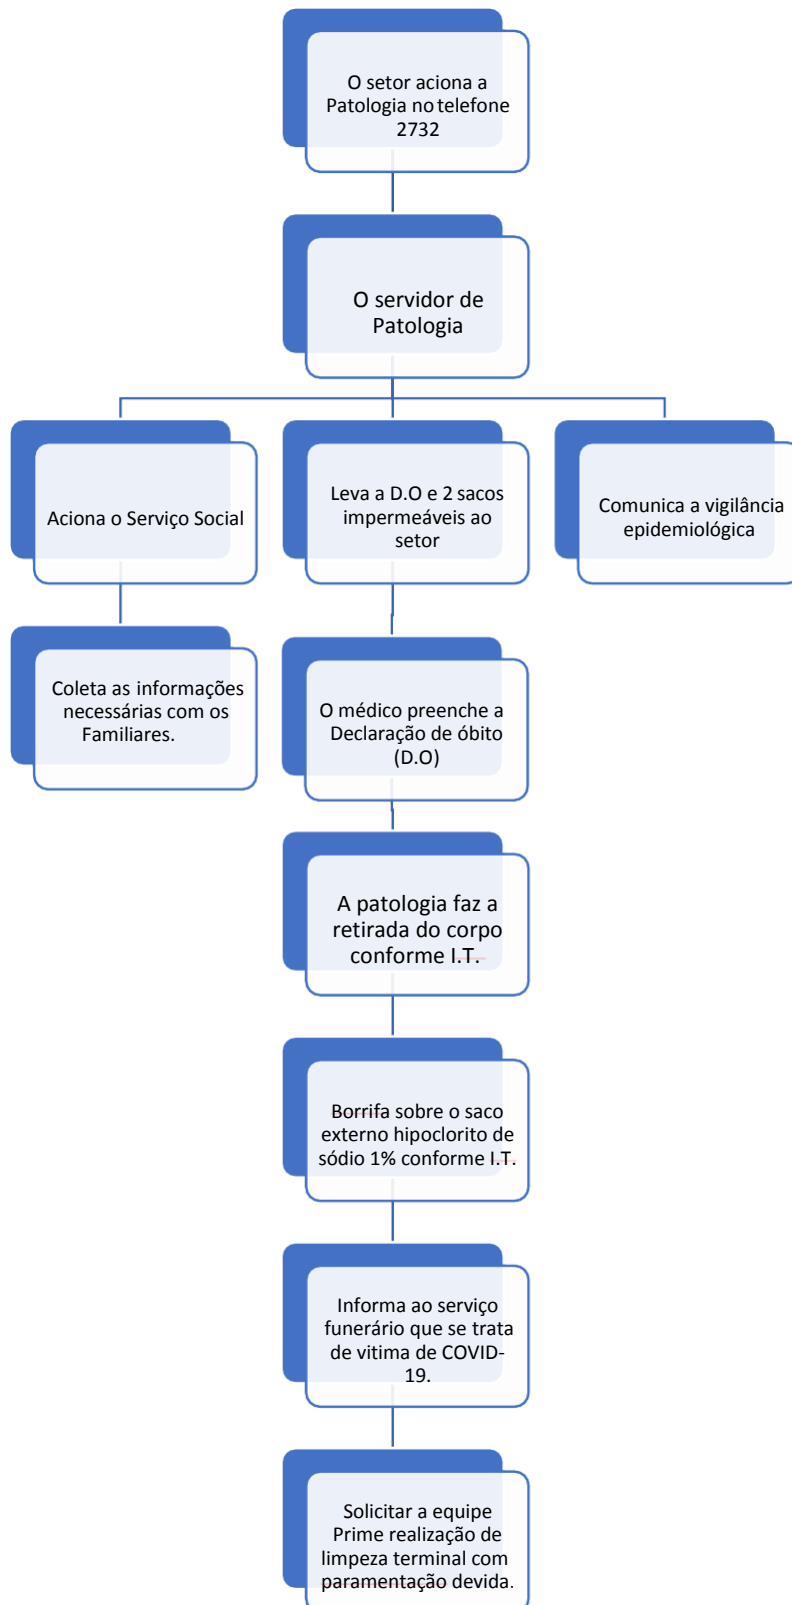 O setor aciona a
Patologia no telefone
2732
O servidor de
Patologia
Aciona o Serviço Social
Leva a D.O e 2 sacos
impermeáveis ao
setor
Comunica a vigilância
epidemiológica
Coleta as informações
necessárias com os
Familiares.
O médico preenche a
Declaração de óbito
(D.O)
A patologia faz a
retirada do corpo
conforme I.T.
Borrifa sobre o saco
externo hipoclorito de
sódio 1% conforme I.T.
Informa ao serviço
funerário que se trata
de vitima de COVID-
19.
Solicitar a equipe
Prime realização de
limpeza terminal com
paramentação devida.